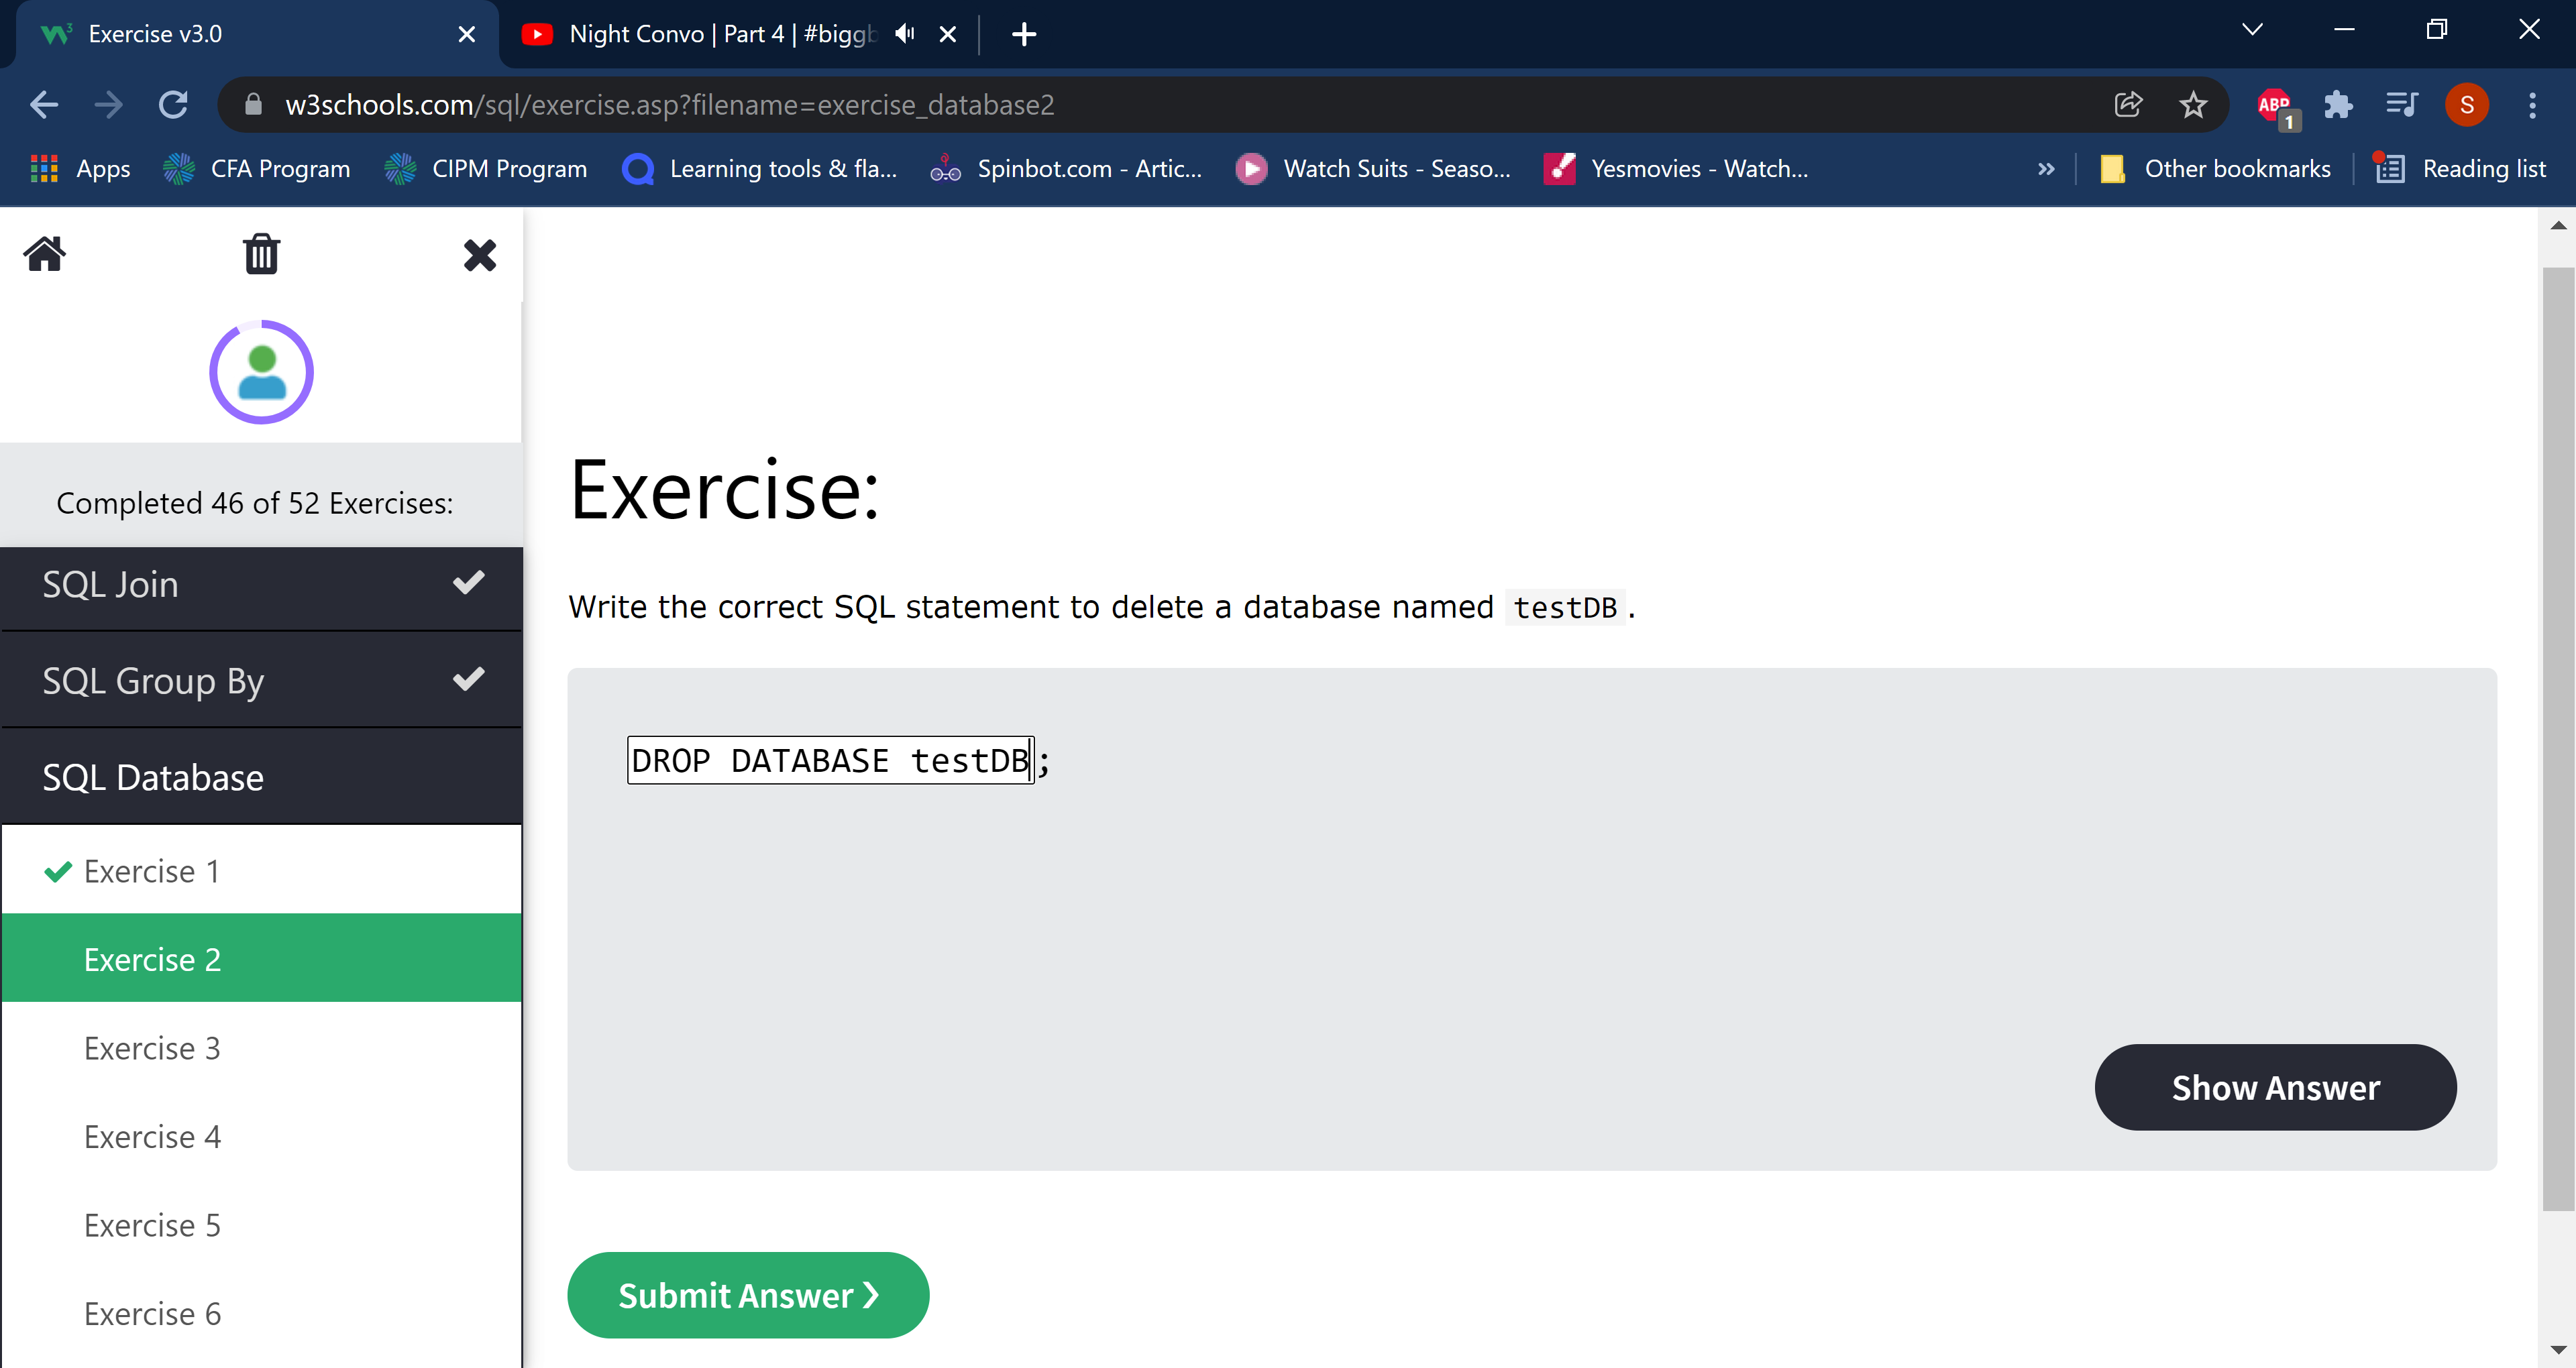 Exercise v3.0
Night Convo | Part 4 | #biggb
w3schools.com/sql/exercise.asp?filename=exercise_database2
ABP
1
S
Apps
CFA Program
CIPM Program
Learning tools & fla...
Spinbot.com - Artic...
Watch Suits - Seaso...
Yesmovies - Watch...
»
Other bookmarks
Reading list
Completed 46 of 52 Exercises:
SQL Join
SQL Group By
SQL Database
Exercise 1
Exercise 2
Exercise 3
Exercise 4
Exercise 5
Exercise 6
Exercise:
Write the correct SQL statement to delete a database named testDB.
DROP DATABASE testDB;
Show Answer
Submit Answer ❯